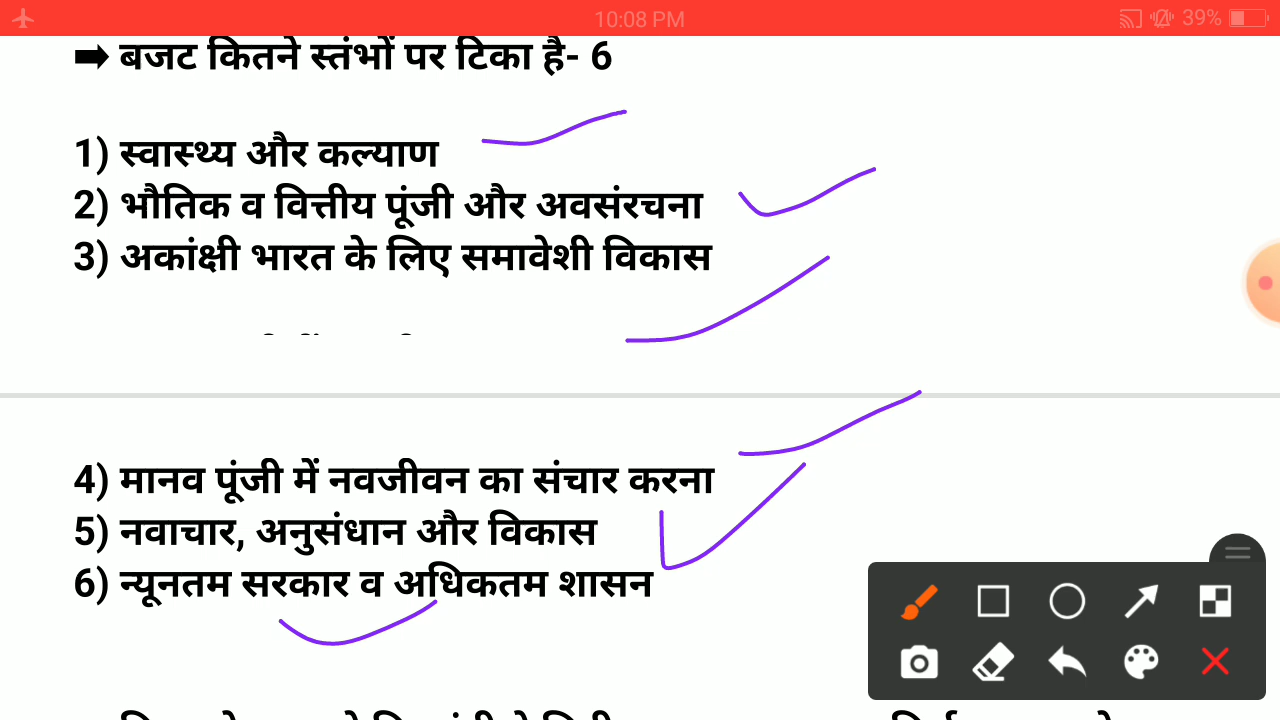 10:08 PM
39%
➡ बजट कितने स्तंभों पर टिका है- 6
1) स्वास्थ्य और कल्याण
2) भौतिक व वित्तीय पूंजी और अवसंरचना
3) अकांक्षी भारत के लिए समावेशी विकास
4) मानव पूंजी में नवजीवन का संचार करना
5) नवाचार, अनुसंधान और विकास
6) न्यूनतम सरकार व अधिकतम शासन